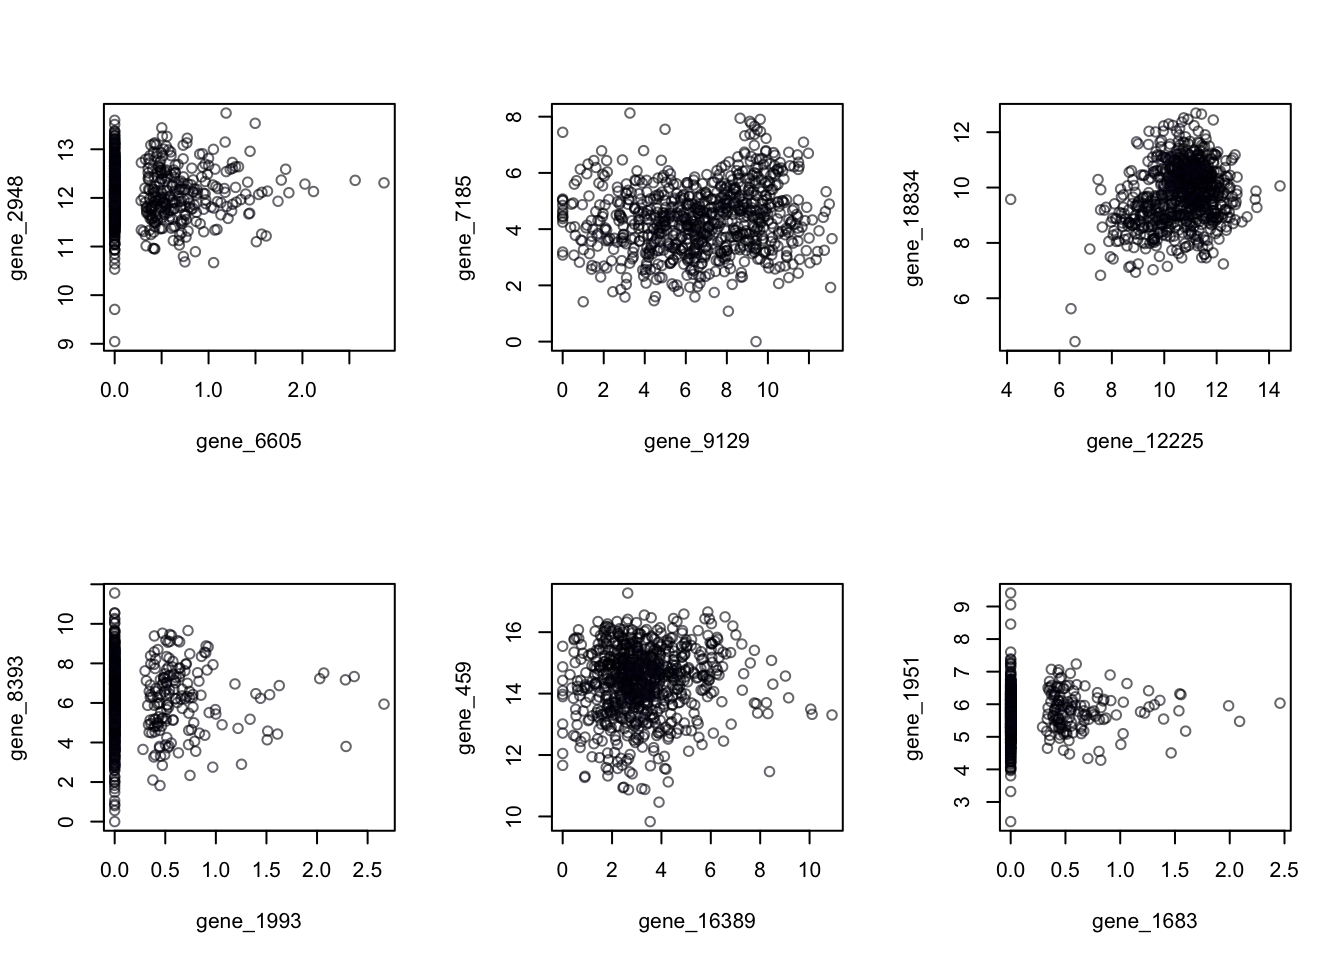 gene_2948
13
12
11
10
9
0.0 1.0 2.0
gene_6605
gene_7185
8
6
4
2
0
0 2 4 6 8 10
gene_9129
gene_18834
12
10
8
6
4 6 8 10 12 14
gene_12225
gene_8393
10
8
6
4
2
0
0.0 0.5 1.0 1.5 2.0 2.5
gene_1993
gene_459
16
14
12
10
0 2 4 6 8 10
gene_16389
gene_1951
9
8
7
6
5
4
3
0.0 0.5 1.0 1.5 2.0 2.5
gene_1683